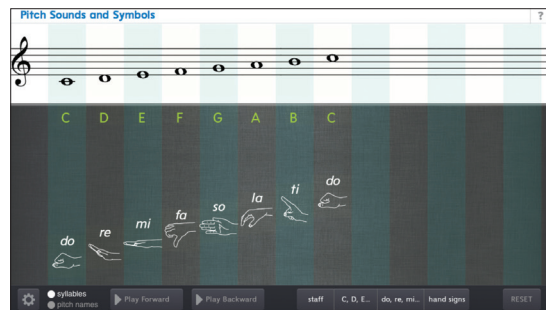 Pitch Sounds and Symbols ?
C D E F G A B C
do re mi fa so la ti do
syllables
pitch names
Play Forward Play Backward staff C, D, E... do, re, mi... hand signs RESET